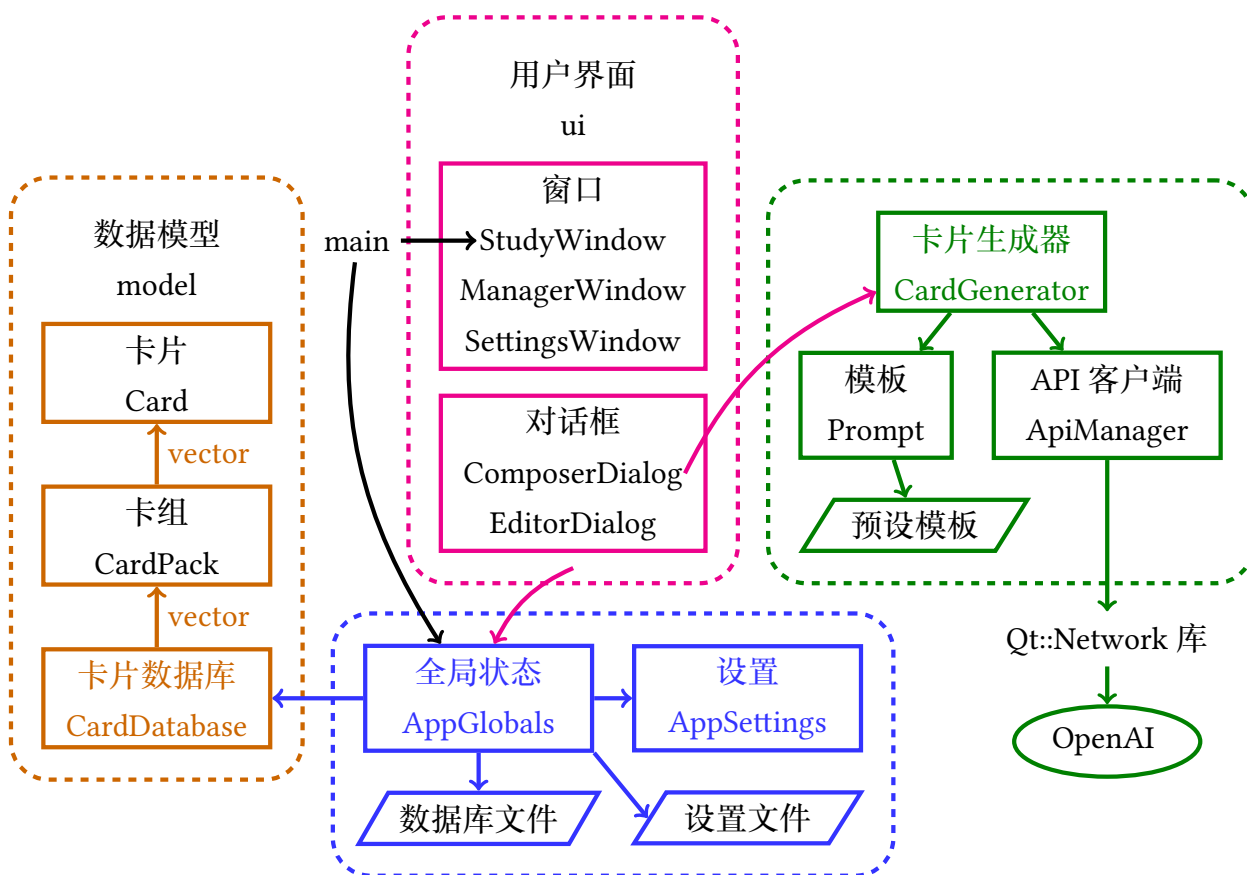 用户界面
ui
窗口
StudyWindow
ManagerWindow
SettingsWindow
对话框
ComposerDialog
EditorDialog
数据模型
model
卡片
Card
vector
卡组
CardPack
vector
卡片数据库
CardDatabase
main
卡片生成器
CardGenerator
模板
Prompt
API 客户端
ApiManager
预设模板
Qt::Network 库
OpenAI
全局状态
AppGlobals
设置
AppSettings
数据库文件
设置文件